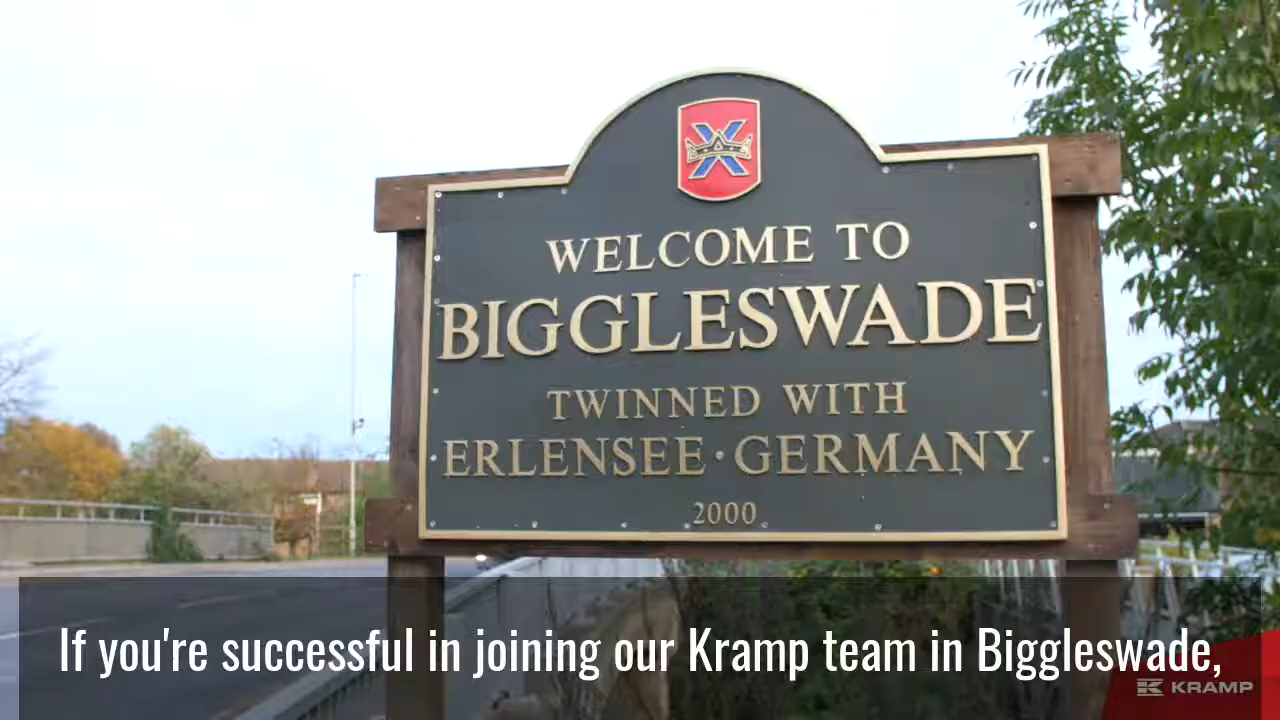 WELCOME TO
BIGGLESWADE
TWINNED WITH
ERLENSEE · GERMANY
2000
If you're successful in joining our Kramp team in Biggleswade,
KRAMP